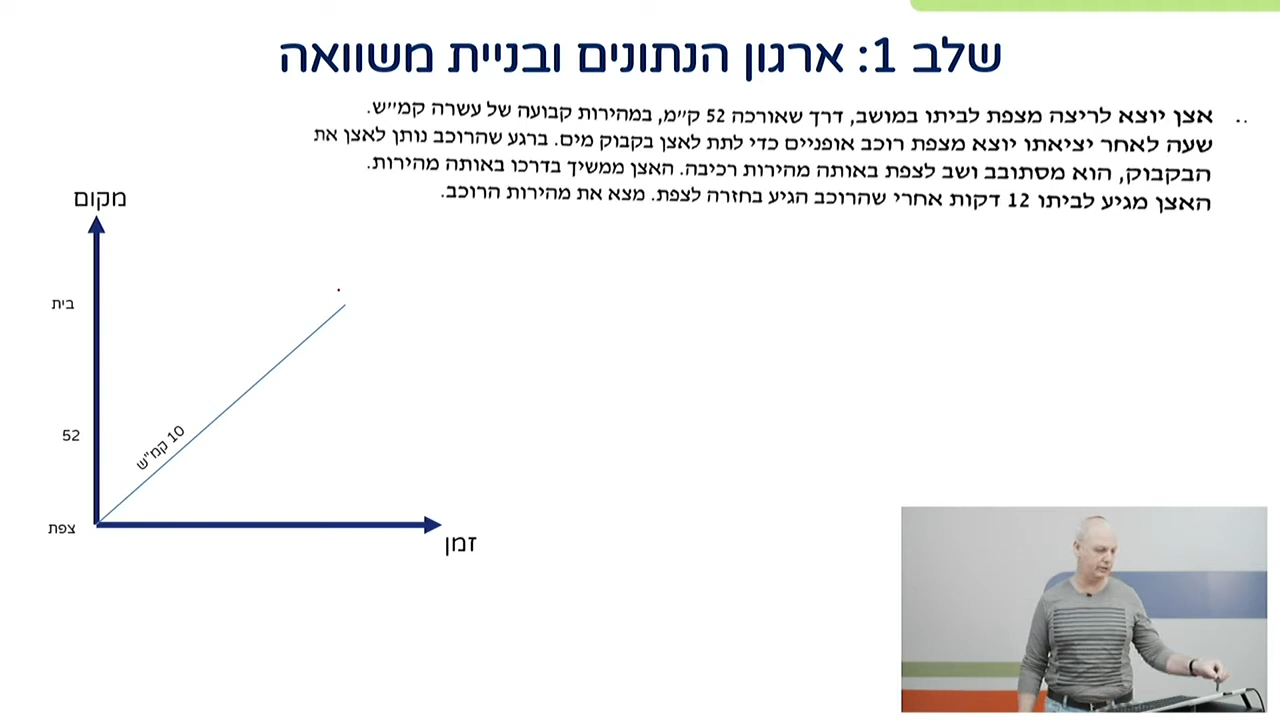 שלב 1: ארגון הנתונים ובניית משוואה
.. אצן יוצא לריצה מצפת לביתו במושב, דרך שאורכה 52 ק״מ, במהירות קבועה של עשרה קמ״ש.
שעה לאחר יציאתו יוצא מצפת רוכב אופניים כדי לתת לאצן בקבוק מים. ברגע שהרוכב נותן לאצן את
הבקבוק, הוא מסתובב ושב לצפת באותה מהירות רכיבה. האצן ממשיך בדרכו באותה מהירות.
האצן מגיע לביתו 12 דקות אחרי שהרוכב הגיע בחזרה לצפת. מצא את מהירות הרוכב.
מקום
בית
52
10 קמ"ש
צפת
זמן